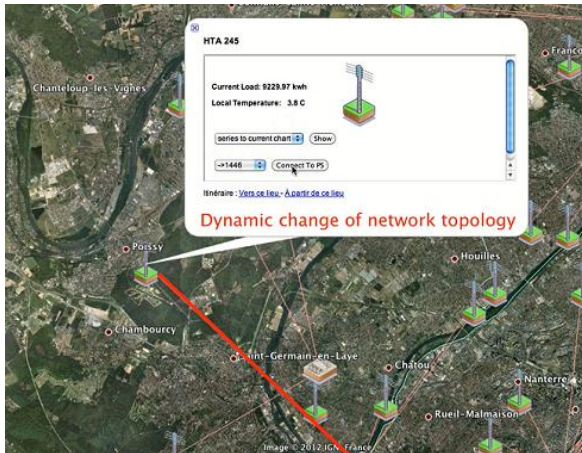 HTA 245
Franco
Chanteloup-les-Vignes
Current Load: 9229.97 kwh
Local Temperature: 3.8 C
series to current chart
Show
->1446
Connect To PS
Itinéraire : Vers ce lieu - À partir de ce lieu
Dynamic change of network topology
Poissy
Houilles
Chambourcy
Saint-Germain-en-Laye
Chatou
Nanterre
Rueil-Malmaison
Image © 2012 IGN France